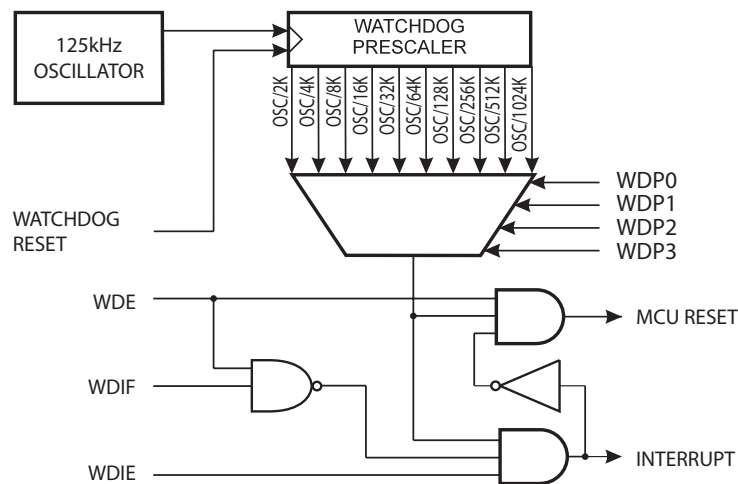 125kHz
OSCILLATOR
WATCHDOG
PRESCALER
OSC/2K
OSC/4K
OSC/8K
OSC/16K
OSC/32K
OSC/64K
OSC/128K
OSC/256K
OSC/512K
OSC/1024K
WATCHDOG
RESET
WDP0
WDP1
WDP2
WDP3
WDE
MCU RESET
WDIF
INTERRUPT
WDIE